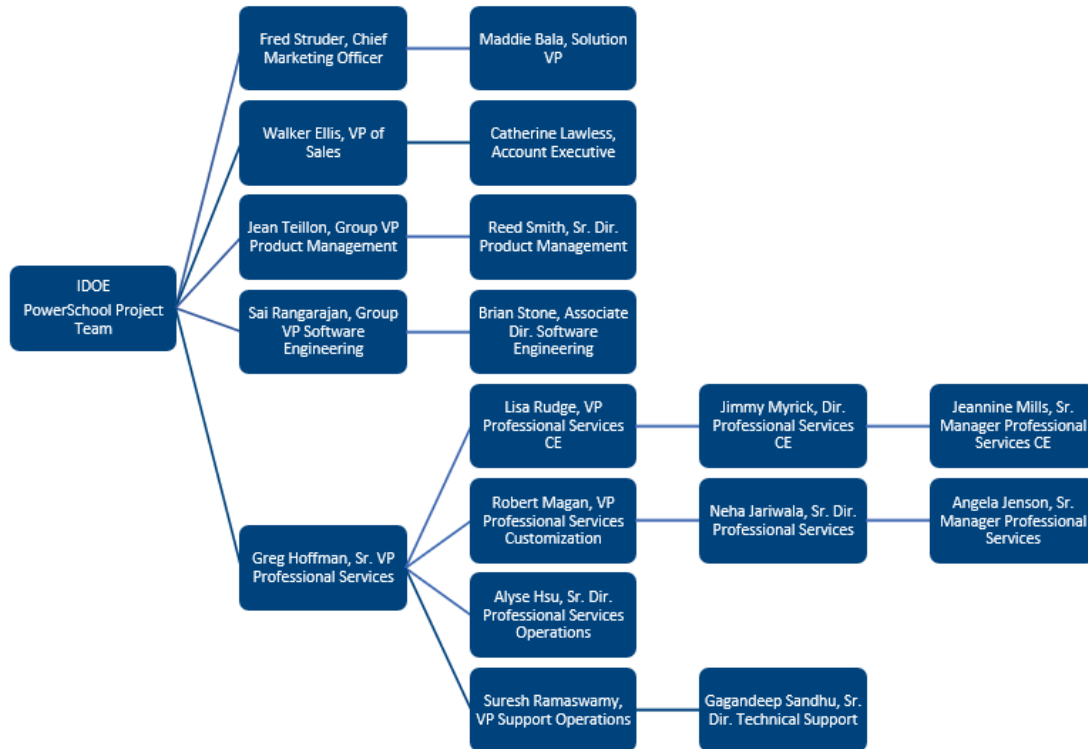 Fred Struder, Chief
Marketing Officer
Maddie Bala, Solution
VP
Walker Ellis, VP of
Sales
Catherine Lawless,
Account Executive
Jean Teillon, Group VP
Product Management
Reed Smith, Sr. Dir.
Product Management
IDOE
PowerSchool Project
Team
Sai Rangarajan, Group
VP Software
Engineering
Brian Stone, Associate
Dir. Software
Engineering
Lisa Rudge, VP
Professional Services
CE
Jimmy Myrick, Dir.
Professional Services
CE
Jeannine Mills, Sr.
Manager Professional
Services CE
Greg Hoffman, Sr. VP
Professional Services
Robert Magan, VP
Professional Services
Customization
Neha Jariwala, Sr. Dir.
Professional Services
Angela Jenson, Sr.
Manager Professional
Services
Alyse Hsu, Sr. Dir.
Professional Services
Operations
Suresh Ramaswamy,
VP Support Operations
Gagandeep Sandhu, Sr.
Dir. Technical Support